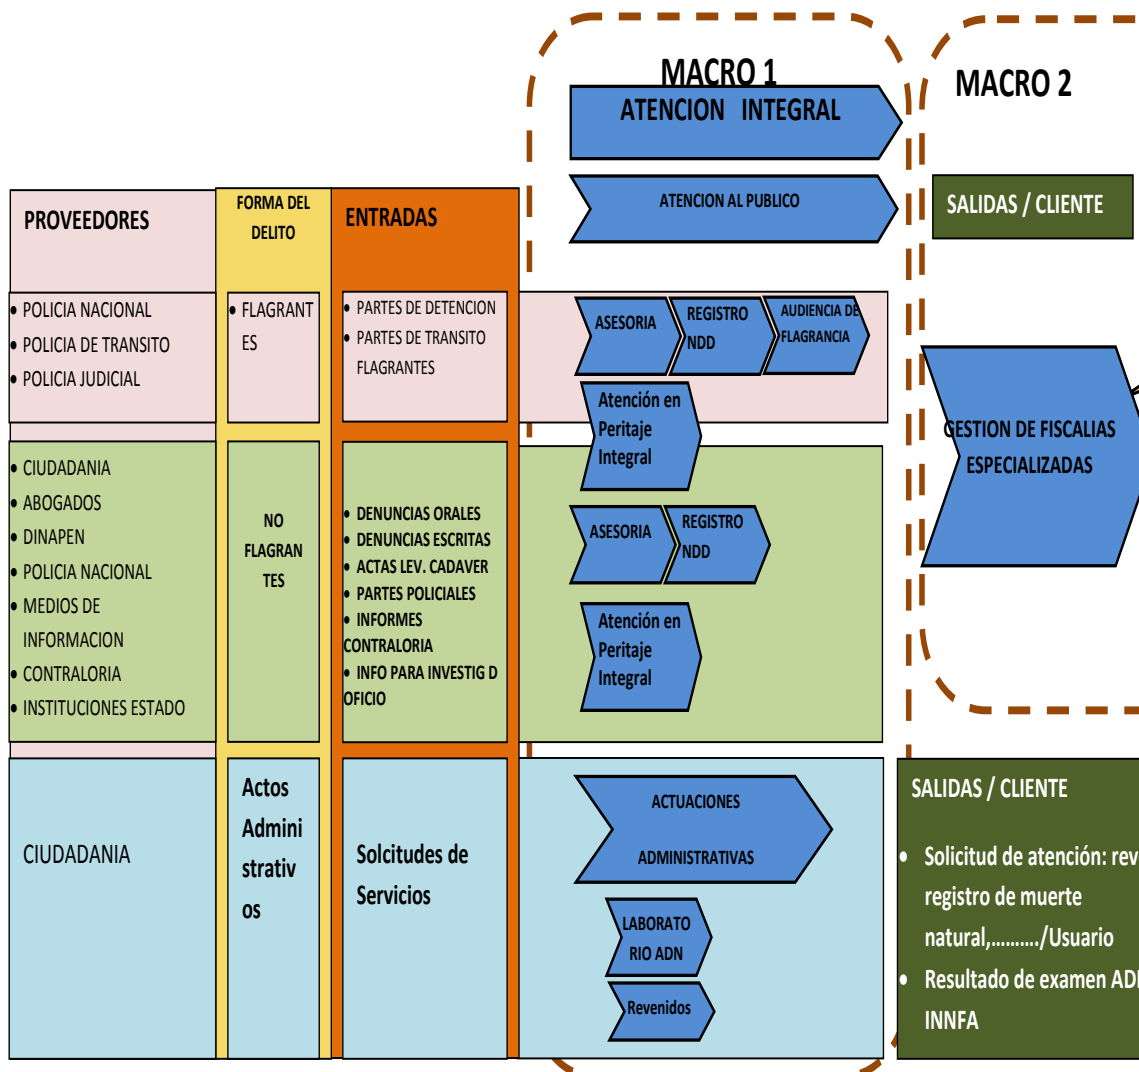 MACRO 1
ATENCION INTEGRAL
MACRO 2
ATENCION AL PUBLICO
SALIDAS / CLIENTE
PROVEEDORES
FORMA DEL
DELITO
ENTRADAS
• POLICIA NACIONAL
• POLICIA DE TRANSITO
• POLICIA JUDICIAL
• FLAGRANT
ES
• PARTES DE DETENCION
• PARTES DE TRANSITO
FLAGRANTES
ASESORIA
REGISTRO
NDD
AUDIENCIA DE
FLAGRANCIA
Atención en
Peritaje
Integral
GESTION DE FISCALIAS
ESPECIALIZADAS
• CIUDADANIA
• ABOGADOS
• DINAPEN
• POLICIA NACIONAL
• MEDIOS DE
INFORMACION
• CONTRALORIA
• INSTITUCIONES ESTADO
NO
FLAGRAN
TES
• DENUNCIAS ORALES
• DENUNCIAS ESCRITAS
• ACTAS LEV. CADAVER
• PARTES POLICIALES
• INFORMES
CONTRALORIA
• INFO PARA INVESTIG D
OFICIO
ASESORIA
REGISTRO
NDD
Atención en
Peritaje
Integral
CIUDADANIA
Actos
Admini
strativ
os
Solcitudes de
Servicios
ACTUACIONES
ADMINISTRATIVAS
LABORATO
RIO ADN
Revenidos
SALIDAS / CLIENTE
• Solicitud de atención: rev
registro de muerte
natural,………./Usuario
• Resultado de examen
INNFA